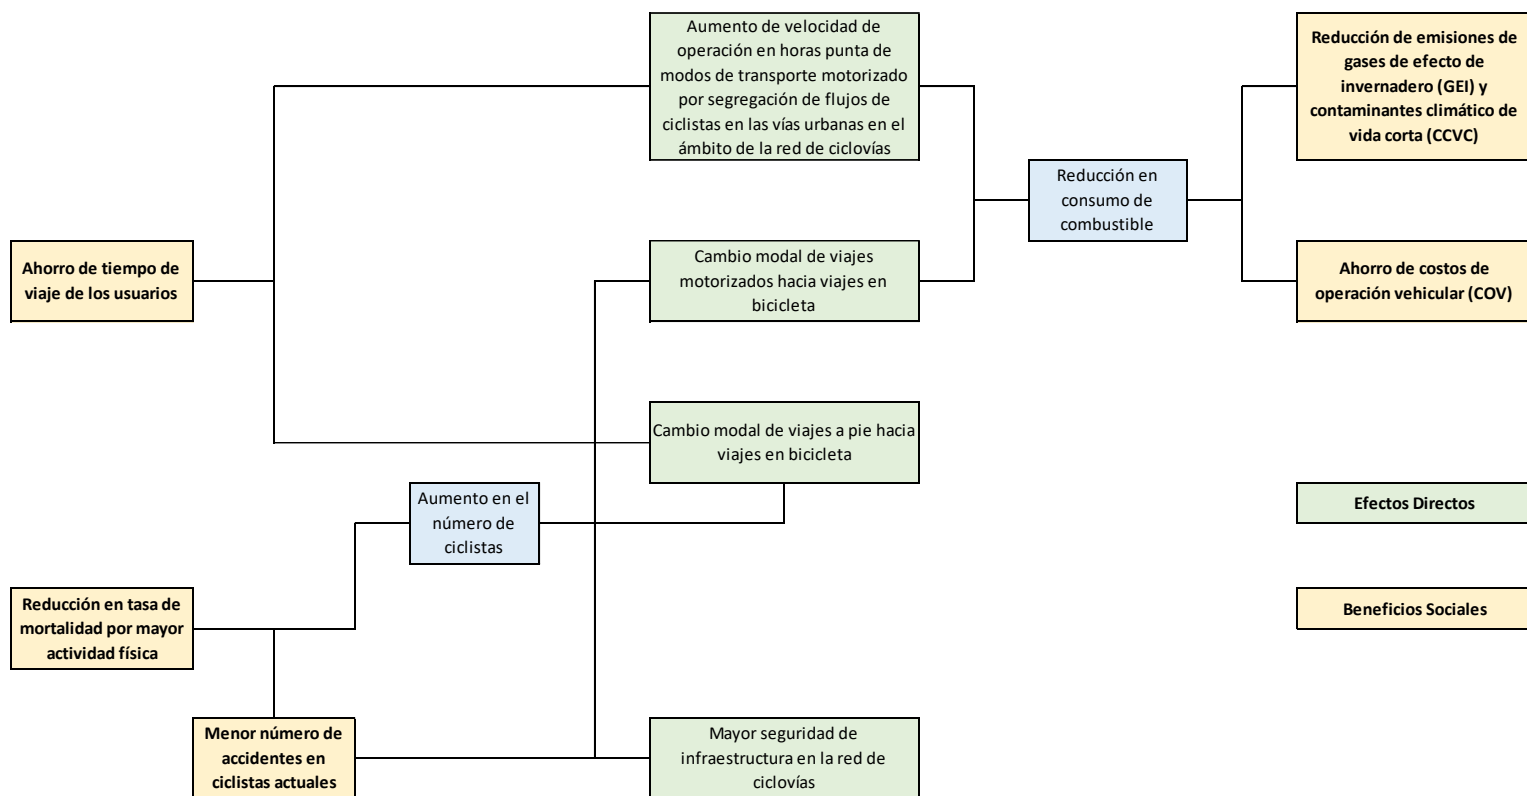 Aumento de velocidad de
operación en horas punta de
modos de transporte motorizado
por segregación de flujos de
ciclistas en las vías urbanas en el
ámbito de la red de ciclovías
Reducción de emisiones de
gases de efecto de
invernadero (GEI) y
contaminantes climático de
vida corta (CCVC)
Reducción en
consumo de
combustible
Ahorro de tiempo de
viaje de los usuarios
Cambio modal de viajes
motorizados hacia viajes en
bicicleta
Ahorro de costos de
operación vehicular (COV)
Cambio modal de viajes a pie hacia
viajes en bicicleta
Aumento en el
número de
ciclistas
Efectos Directos
Reducción en tasa de
mortalidad por mayor
actividad física
Beneficios Sociales
Menor número de
accidentes en
ciclistas actuales
Mayor seguridad de
infraestructura en la red de
ciclovías